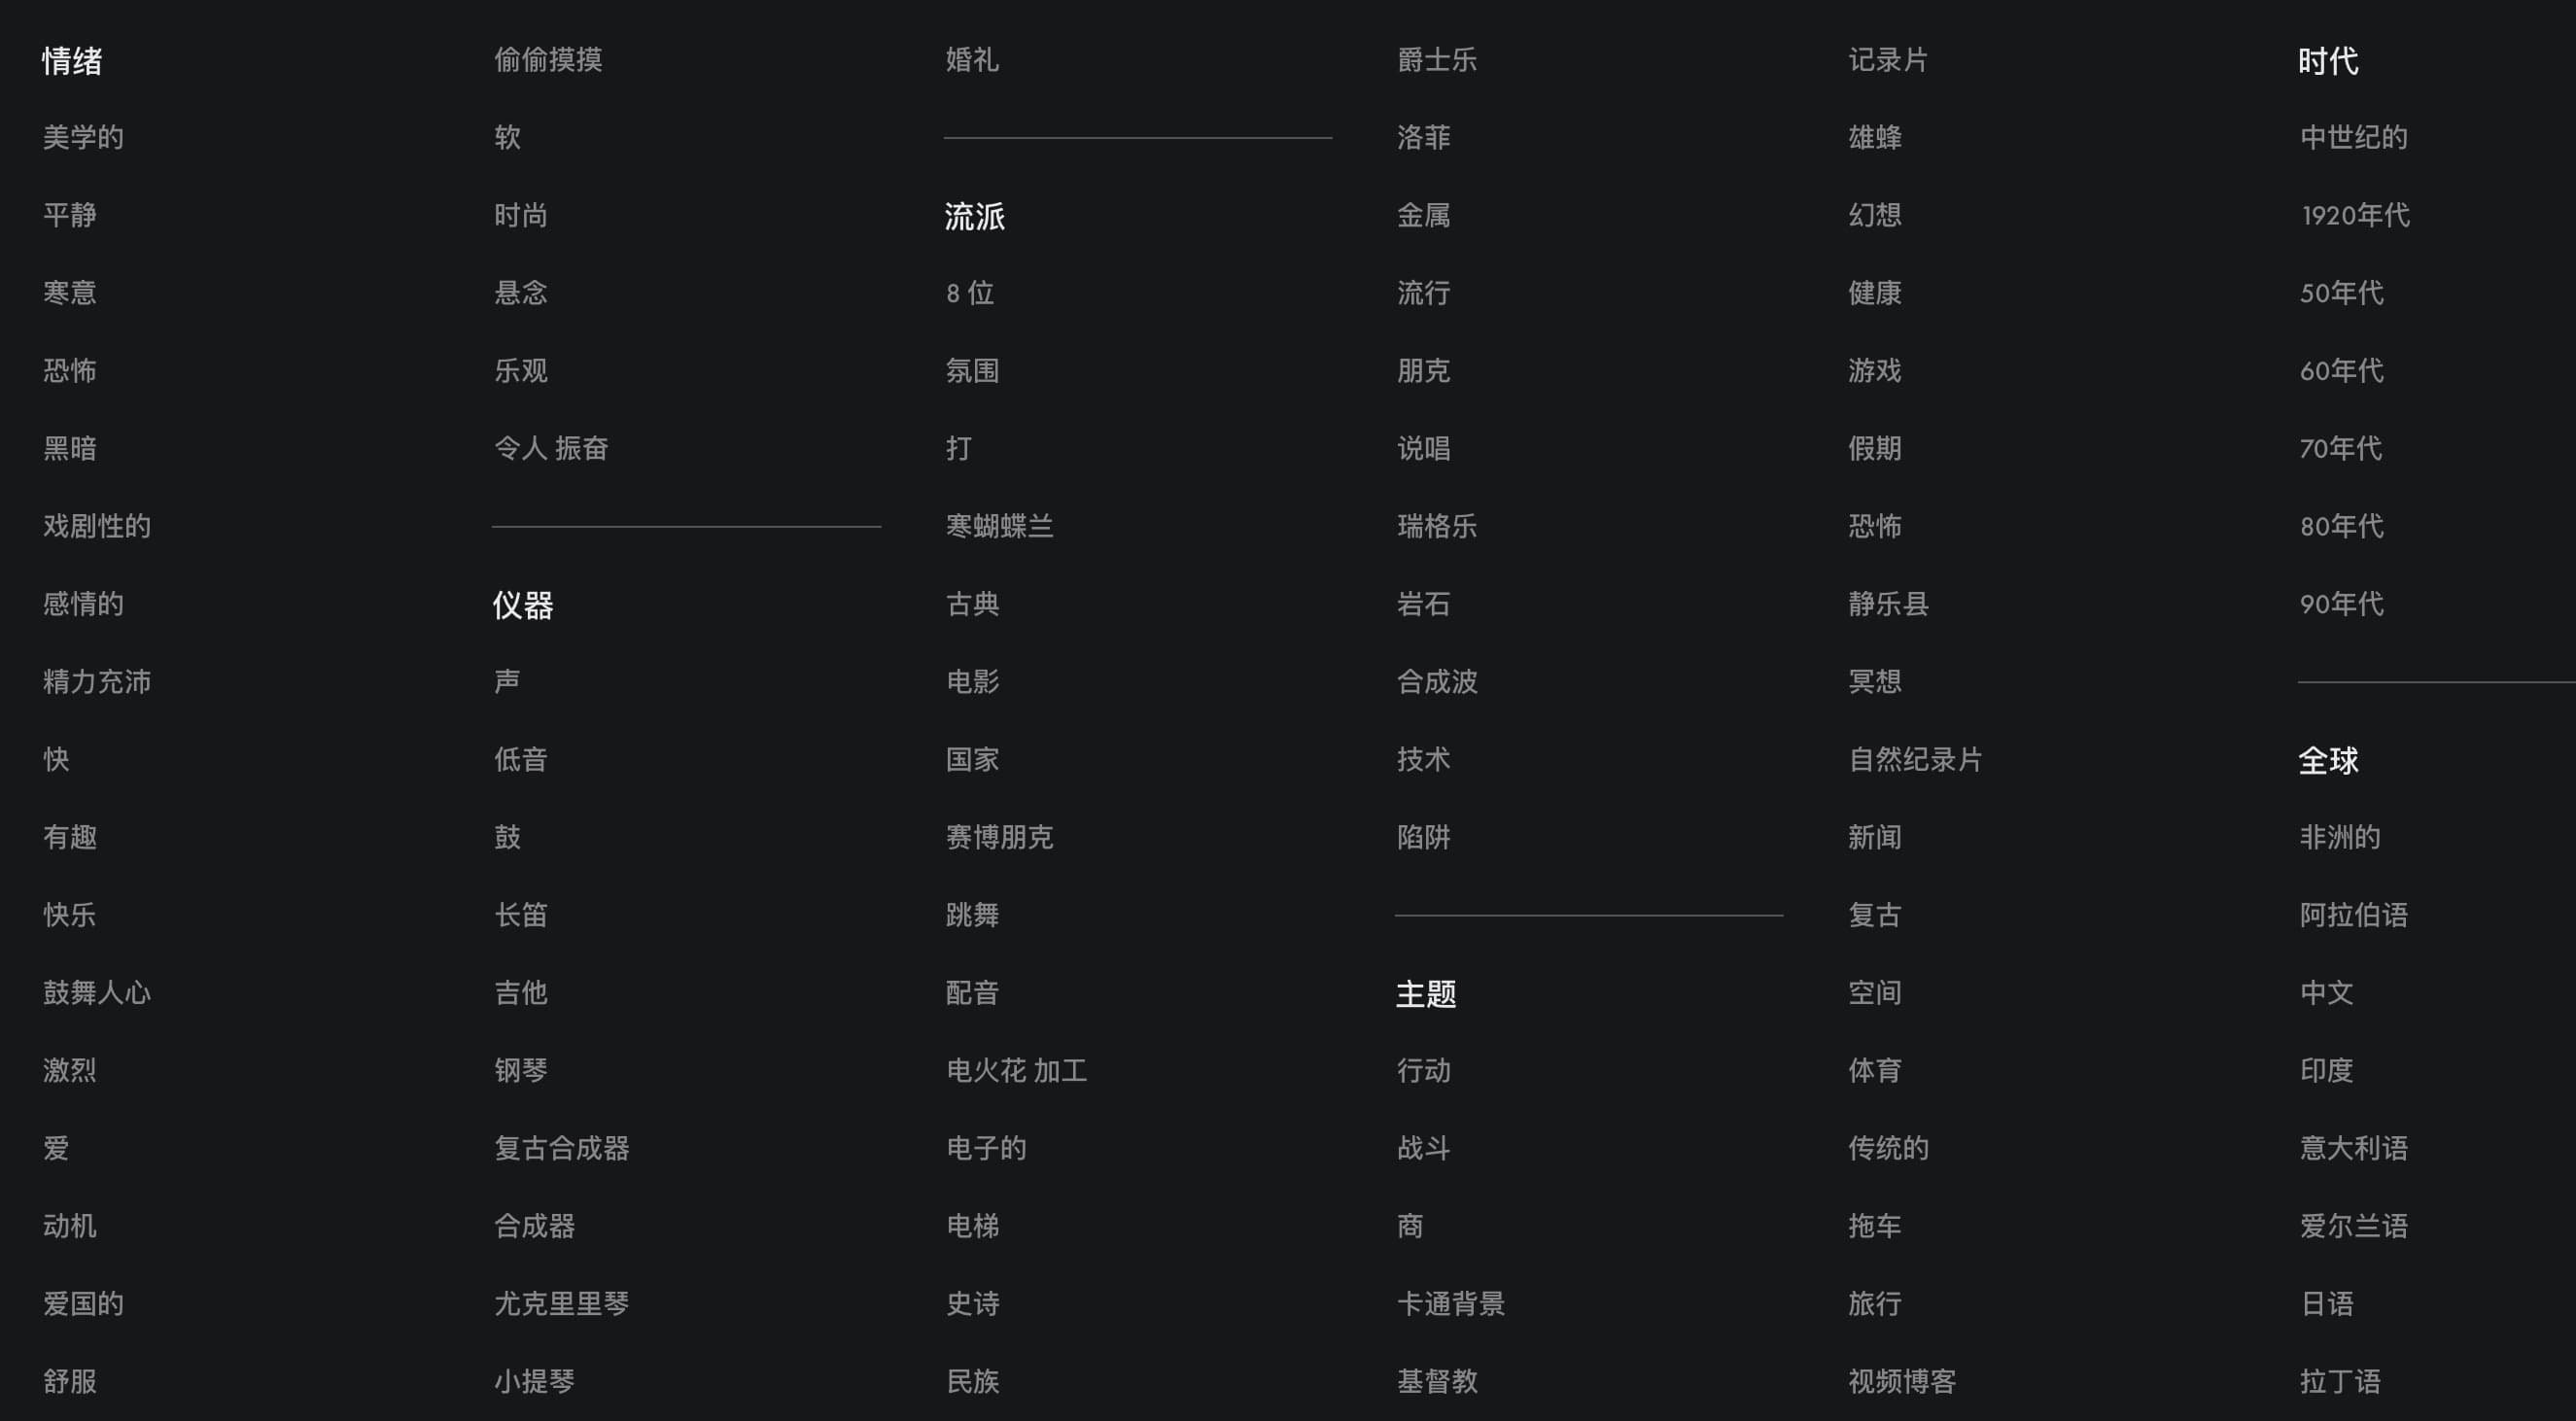 情绪
美学的
平静
寒意
恐怖
黑暗
戏剧性的
感情的
精力充沛
快
有趣
快乐
鼓舞人心
激烈
爱
动机
爱国的
舒服
偷偷摸摸
软
时尚
悬念
乐观
令人 振奋
仪器
声
低音
鼓
长笛
吉他
钢琴
复古合成器
合成器
尤克里里琴
小提琴
婚礼
流派
8 位
氛围
打
寒蝴蝶兰
古典
电影
国家
赛博朋克
跳舞
配音
电火花 加工
电子的
电梯
史诗
民族
爵士乐
洛菲
金属
流行
朋克
说唱
瑞格乐
岩石
合成波
技术
陷阱
主题
行动
战斗
商
卡通背景
基督教
记录片
雄蜂
幻想
健康
游戏
假期
恐怖
静乐县
冥想
自然纪录片
新闻
复古
空间
体育
传统的
拖车
旅行
视频博客
时代
中世纪的
1920年代
50年代
60年代
70年代
80年代
90年代
全球
非洲的
阿拉伯语
中文
印度
意大利语
爱尔兰语
日语
拉丁语